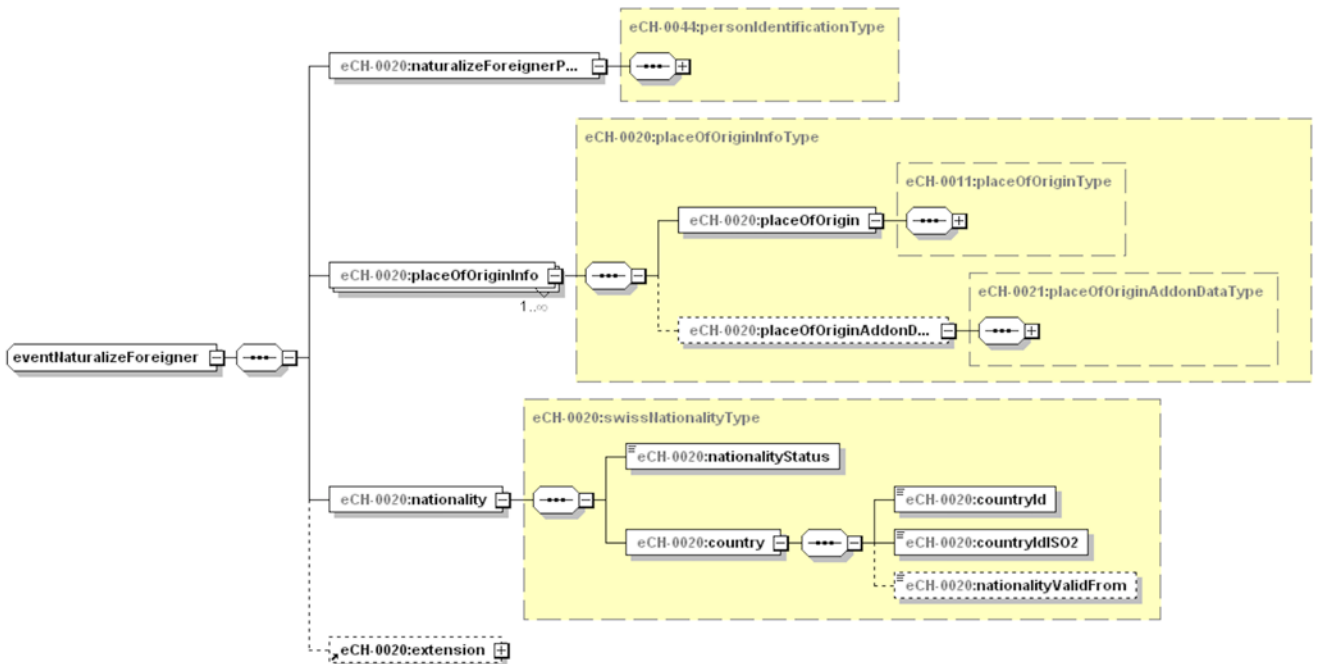 eCH-0044:personIdentificationType
eCH-0020:naturalizeForeignerP...
eCH-0020:placeOfOriginInfoType
eCH-0011:placeOfOriginType
eCH-0020:placeOfOrigin
eCH-0020:placeOfOriginInfo
1..∞
eCH-0021:placeOfOriginAddonDataType
eCH-0020:placeOfOriginAddonD...
eventNaturalizeForeigner
eCH-0020:swissNationalityType
eCH-0020:nationalityStatus
eCH-0020:nationality
eCH-0020:countryId
eCH-0020:country
eCH-0020:countryIdISO2
eCH-0020:nationalityValidFrom
eCH-0020:extension